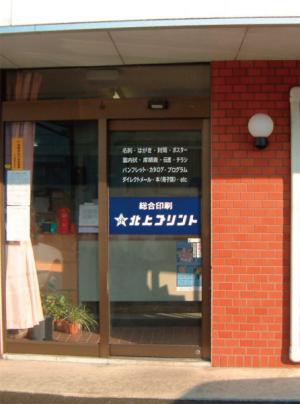 名刺・はがき・封筒・ポスター
案内状・席順表・伝票・チラシ
パンフレット・カタログ・プログラム
ダイレクトメール・本(冊子類)・etc
総合印刷
北上プリント